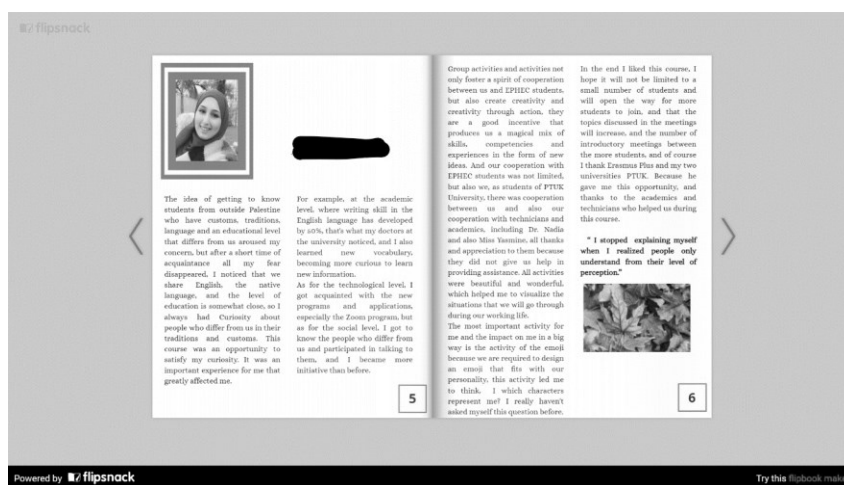 flipsnack
The idea of getting to know
students from outside Palestine
who have customs, traditions,
language and an educational level
that differs from us aroused my
concern, but after a short time of
acquaintance all my fear
disappeared. I noticed that we
share English, the native
language, and the level of
education is somewhat close, so I
always had Curiosity about
people who differ from us in their
traditions and customs. This
course was an opportunity to
satisfy my curiosity. It was an
important experience for me that
greatly affected me.
For example, at the academic
level, where writing skill in the
English language has developed
by 20%, that's what my doctors at
the university noticed, and I also
learned new vocabulary,
becoming more curious to learn
new information.
As for the technological level, I
got acquainted with the new
programs and applications,
especially the Zoom program, but
as for the social level, I got to
know the people who differ from
us and participated in talking to
them, and I became more
initiative than before.
5
Group activities and activities not
only foster a spirit of cooperation
between us and EPHEC students,
but also create creativity and
creativity through action, they
are a good incentive that
produces us a magical mix of
skills, competencies and
experiences in the form of new
ideas. And our cooperation with
EPHEC students was not limited,
but also we, as students of PTUK
University, there was cooperation
between us and also our
cooperation with technicians and
academics, including Dr. Nadia
and also Miss Yasmine, all thanks
and appreciation to them because
they did not give us help in
providing assistance. All activities
were beautiful and wonderful,
which helped me to visualize the
situations that we will go through
during our working life.
The most important activity for
me and the impact on me in a big
way is the activity of the emoji
because we are required to design
an emoji that fits with our
personality, this activity led me
to think. I which characters
represent me? I really haven't
asked myself this question before.
In the end I liked this course, I
hope it will not be limited to a
small number of students and
will open the way for more
students to join, and that the
topics discussed in the meetings
will increase, and the number of
introductory meetings between
the more students, and of course
I thank Erasmus Plus and my two
universities PTUK. Because he
gave me this opportunity, and
thanks to the academics and
technicians who helped us during
this course.
" I stopped explaining myself
when I realized people only
understand from their level of
perception."
6
Powered by flipsnack
Try this flipbook mak